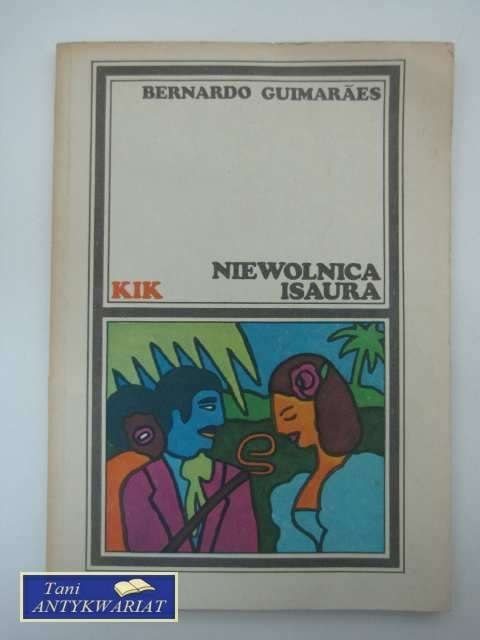 BERNARDO GUIMARÃES
NIEWOLNICA
KIK ISAURA
Tani
ANTYKWARIAT